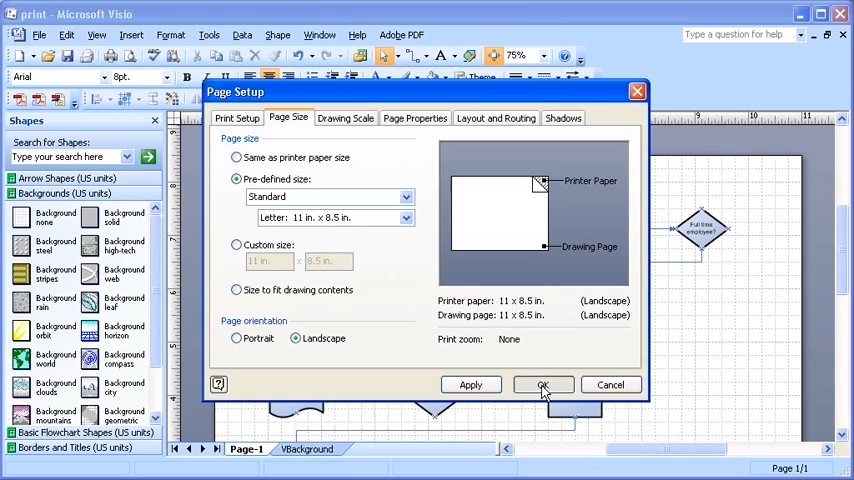 print - Microsoft Visio
File Edit View Insert Format Tools Data Shape Window Help Adobe PDF
Type a question for help
75%
Arial 8pt. B U Theme
Shapes
Search for Shapes:
Type your search here
Arrow Shapes (US units)
Backgrounds (US units)
Background none
Background solid
Background steel
Background high-tech
Background stripes
Background web
Background rain
Background leaf
Background currency
Background horizon
Background world
Background compass
Background clouds
Background city
Background mountains
Background geometric
Basic Flowchart Shapes (US units)
Borders and Titles (US units)
Page Setup
Print Setup Page Size Drawing Scale Page Properties Layout and Routing Shadows
Page size
Same as printer paper size
Pre-defined size:
Standard
Letter: 11 in. x 8.5 in.
Custom size:
11 in. x 8.5 in.
Size to fit drawing contents
Page orientation
Portrait Landscape
Printer Paper
Drawing Page
Printer paper: 11 x 8.5 in. (Landscape)
Drawing page: 11 x 8.5 in. (Landscape)
Print zoom: None
Apply OK Cancel
9 10 11
Full time
employee?
Page-1 VBackground
Page 1/1